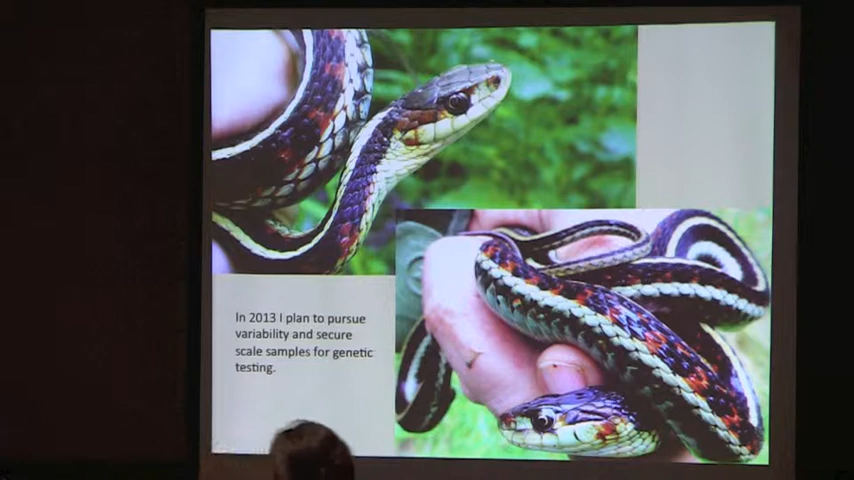 In 2013 I plan to pursue
variability and secure
scale samples for genetic
testing.